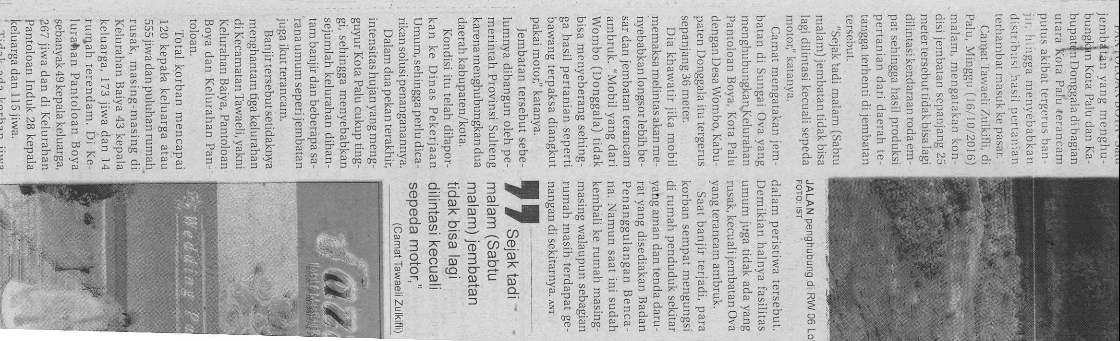 jembatan yang menghu-
bungkan Kota Palu dan Ka-
bupaten Donggala di bagian
utara Kota Palu terancam
putus akibat tergerus ban-
jir hingga menyebabkan
distribusi hasil pertanian
terhambat masuk ke pasar.
Camat Tawaeli Zulkifli, di
Palu, Minggu (16/10/2016)
malam, mengatakan kon-
disi jembatan sepanjang 25
meter tersebut tidak bisa lagi
dilintasi kendaraan roda em-
pat sehingga hasil produksi
pertanian dari daerah te-
tangga terhenti di jembatan
tersebut.
"Sejak tadi malam (Sabtu
malam) jembatan tidak bisa
lagi dilintasi kecuali sepeda
motor," katanya.
Camat mengatakan jem-
batan di Sungai Ova yang
menghubungkan Kelurahan
Pantoloan Boya, Kota Palu
dengan Desa Wombo, Kabu-
paten Donggala itu tergerus
sepanjang 36 meter.
Dia khawatir jika mobil
memaksa melintas akan me-
nyebabkan longsor lebih be-
sar dan jembatan terancam
ambruk. "Mobil yang dari
Wombo (Donggala) tidak
bisa menyeberang sehing-
ga hasil pertanian seperti
bawang terpaksa diangkut
pakai motor," katanya.
Jembatan tersebut sebe-
lumnya dibangun oleh pe-
merintah Provinsi Sulteng
karena menghubungkan dua
daerah kabupaten/kota.
Kondisi itu telah dilapor-
kan ke Dinas Pekerjaan
Umum, sehingga perlu dica-
rikan solusi penanganannya.
Dalam dua pekan terakhir,
intensitas hujan yang mening-
gi, sehingga menyebabkan
sejumlah kelurahan dihan-
tam banjir dan beberapa sa-
rana umum seperti jembatan
juga ikut terancam.
Banjir tersebut setidaknya
menghantam tiga kelurahan
di Kecamatan Tawaeli, yakni
Kelurahan Baiya, Pantoloan
Boya dan Kelurahan Pan-
toloan.
Total korban mencapai
120 kepala keluarga atau
555 jiwa dan puluhan rumah
rusak, masing-masing di
Kelurahan Baiya 43 kepala
keluarga, 173 jiwa dan 14
rumah terendam. Di Ke-
lurahan Pantoloan Boya
sebanyak 49 kepala keluarga,
267 jiwa dan di Kelurahan
Pantoloan Induk 28 kepala
keluarga dan 115 jiwa.
Tidak ada korban jiwa
dalam peristiwa tersebut.
Demikian halnya fasilitas
umum juga tidak ada yang
rusak, kecuali jembatan Ova
yang terancam ambruk.
Saat banjir terjadi, para
korban sempat mengungsi
di rumah penduduk sekitar
yang aman dan tenda daru-
rat yang disediakan Badan
Penanggulangan Benca-
na. Namun saat ini sudah
kembali ke rumah masing-
masing walaupun sebagian
rumah masih terdapat ge-
nangan di sekitarnya. ANT
JALAN penghubung di RW 06
FOTO: IST
" Sejak tadi
malam (Sabtu
malam) jembatan
tidak bisa lagi
dilintasi kecuali
sepeda motor,"
(Camat Tawaeli Zulkifli)
Wedding